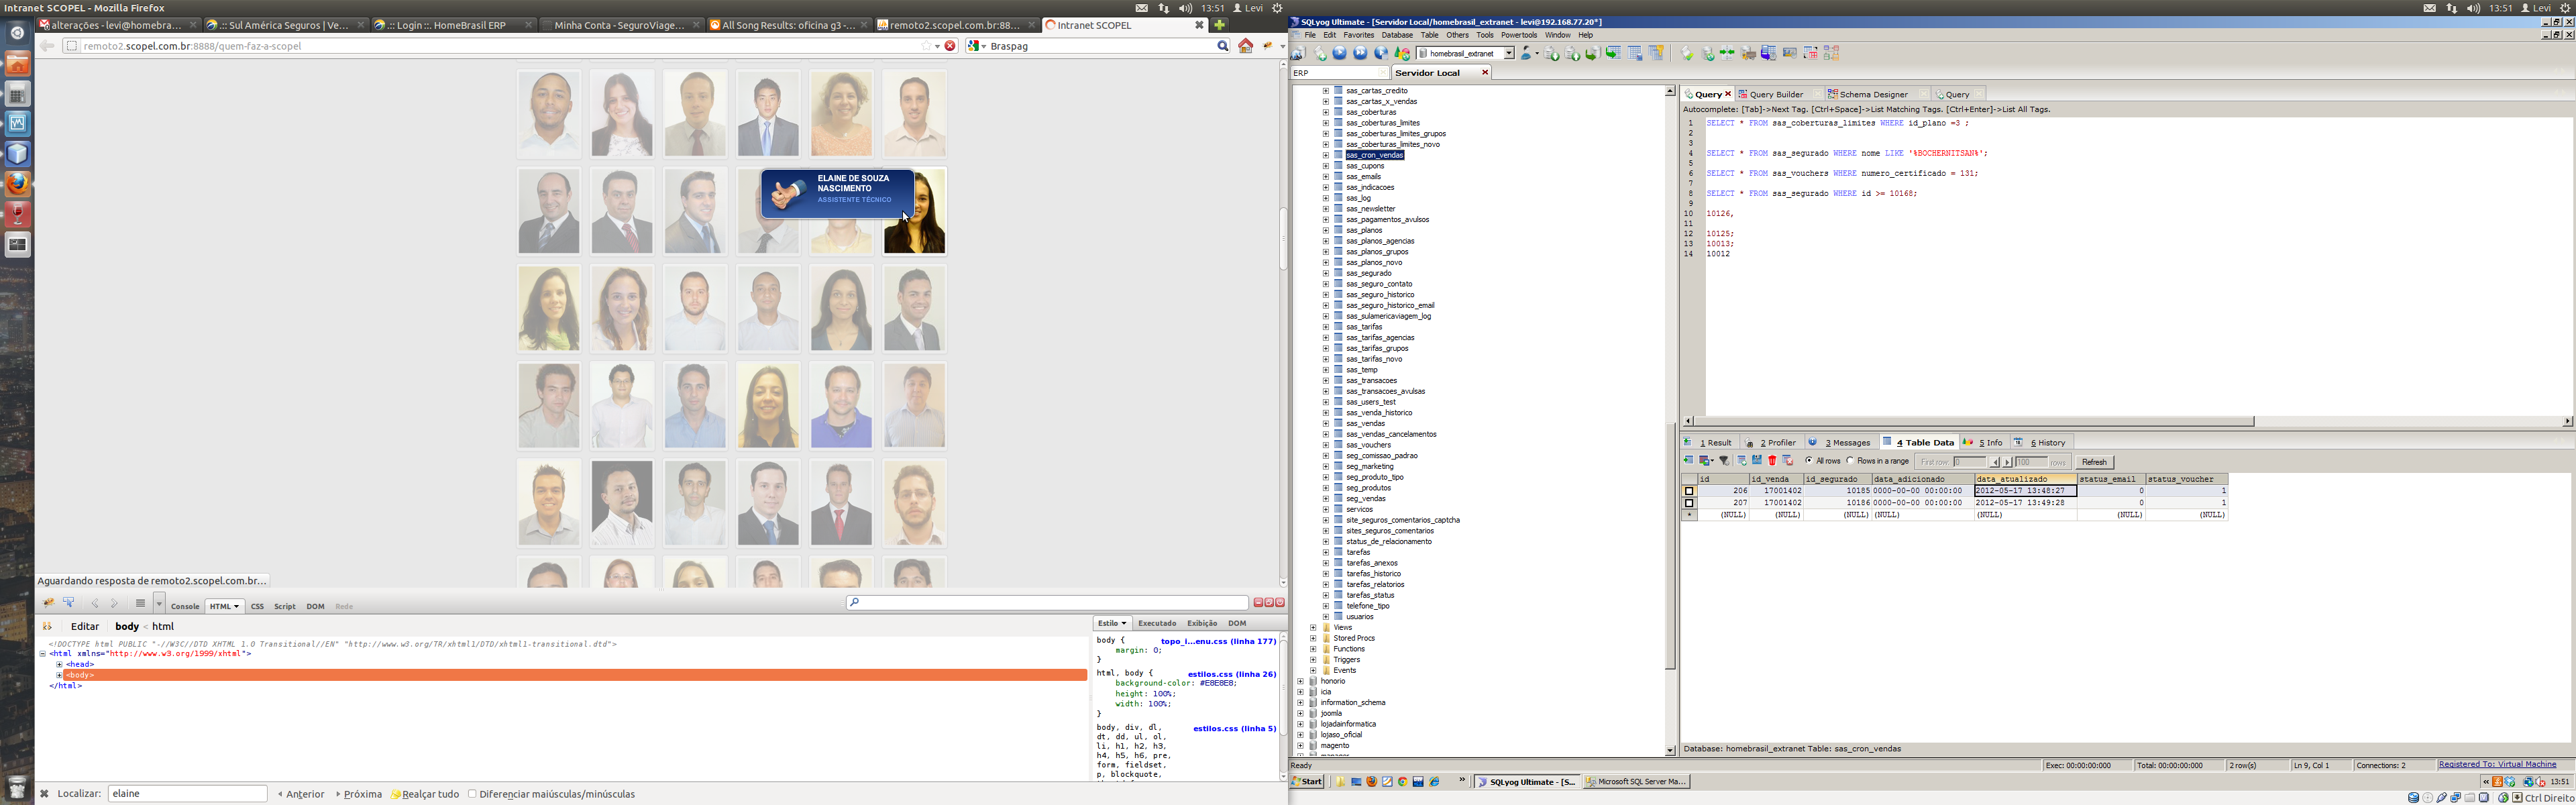 Intranet SCOPEL - Mozilla Firefox
13:51 Levi
alterações - levi@homebra...
.::: Sul América Seguros | Ve...
.:: Login ::. HomeBrasil ERP
Minha Conta - SeguroViage...
All Song Results: oficina g3 -...
remoto2.scopel.com.br:88...
Intranet SCOPEL
remoto2.scopel.com.br:8888/quem-faz-a-scopel
Braspag
ELAINE DE SOUZA
NASCIMENTO
ASSISTENTE TÉCNICO
Aguardando resposta de remoto2.scopel.com.br...
Console HTML CSS Script DOM Rede
Editar body < html
<!DOCTYPE html PUBLIC "-//W3C//DTD XHTML 1.0 Transitional//EN" "http://www.w3.org/TR/xhtml1/DTD/xhtml1-transitional.dtd">
<html xmlns="http://www.w3.org/1999/xhtml">
<head>
<body>
</html>
Estilo Executado Exibição DOM
body { topo_i...enu.css (linha 177)
margin: 0;
}
html, body { estilos.css (linha 26)
background-color: #E8E8E8;
height: 100%;
width: 100%;
}
body, div, dl, estilos.css (linha 5)
dt, dd, ul, ol,
li, h1, h2, h3,
h4, h5, h6, pre,
form, fieldset,
p, blockquote,
Localizar: elaine Anterior Próxima Realçar tudo Diferenciar maiúsculas/minúsculas
13:51 Levi
SQLyog Ultimate - [Servidor Local/homebrasil_extranet - levi@192.168.77.20*]
File Edit Favorites Database Table Others Tools Powertools Window Help
homebrasil_extranet
ERP Servidor Local
sas_cartas_credito
sas_cartas_x_vendas
sas_coberturas
sas_coberturas_limites
sas_coberturas_limites_grupos
sas_coberturas_limites_novo
sas_cron_vendas
sas_cupons
sas_emails
sas_indicacoes
sas_log
sas_newsletter
sas_pagamentos_avulsos
sas_planos
sas_planos_agencias
sas_planos_grupos
sas_planos_novo
sas_segurado
sas_seguro_contato
sas_seguro_historico
sas_seguro_historico_email
sas_sulamericaviagem_log
sas_tarifas
sas_tarifas_agencias
sas_tarifas_grupos
sas_tarifas_novo
sas_temp
sas_transacoes
sas_transacoes_avulsas
sas_users_test
sas_venda_historico
sas_vendas
sas_vendas_cancelamentos
sas_vouchers
seg_comissao_padrao
seg_marketing
seg_produto_tipo
seg_produtos
seg_vendas
servicos
site_seguros_comentarios_captcha
sites_seguros_comentarios
status_de_relacionamento
tarefas
tarefas_anexos
tarefas_historico
tarefas_relatorios
tarefas_status
telefone_tipo
usuarios
Views
Stored Procs
Functions
Triggers
Events
honorio
icia
information_schema
joomla
lojadainformatica
lojaso_oficial
magento
Query Query Builder Schema Designer Query
Autocomplete: [Tab]->Next Tag. [Ctrl+Space]->List Matching Tags. [Ctrl+Enter]->List All Tags.
1 SELECT * FROM sas_coberturas_limites WHERE id_plano =3 ;
2
3
4 SELECT * FROM sas_segurado WHERE nome LIKE '%BOCHERNITSAN%';
5
6 SELECT * FROM sas_vouchers WHERE numero_certificado = 131;
7
8 SELECT * FROM sas_segurado WHERE id >= 10168;
9
10 10126,
11
12 10125;
13 10013;
14 10012
1 Result 2 Profiler 3 Messages 4 Table Data 5 Info 6 History
All rows Rows in a range First row: 0 100 rows Refresh
id id_venda id_segurado data_adicionado data_atualizado status_email status_voucher
206 17001402 10185 0000-00-00 00:00:00 2012-05-17 13:48:27 0 1
207 17001402 10186 0000-00-00 00:00:00 2012-05-17 13:49:28 0 1
* (NULL) (NULL) (NULL) (NULL) (NULL) (NULL) (NULL)
Database: homebrasil_extranet Table: sas_cron_vendas
Ready Exec: 00:00:00:000 Total: 00:00:00:000 2 row(s) Ln 9, Col 1 Connections: 2 Registered To: Virtual Machine
Start SQLyog Ultimate - [S... Microsoft SQL Server Ma... 13:51
Ctrl Direito